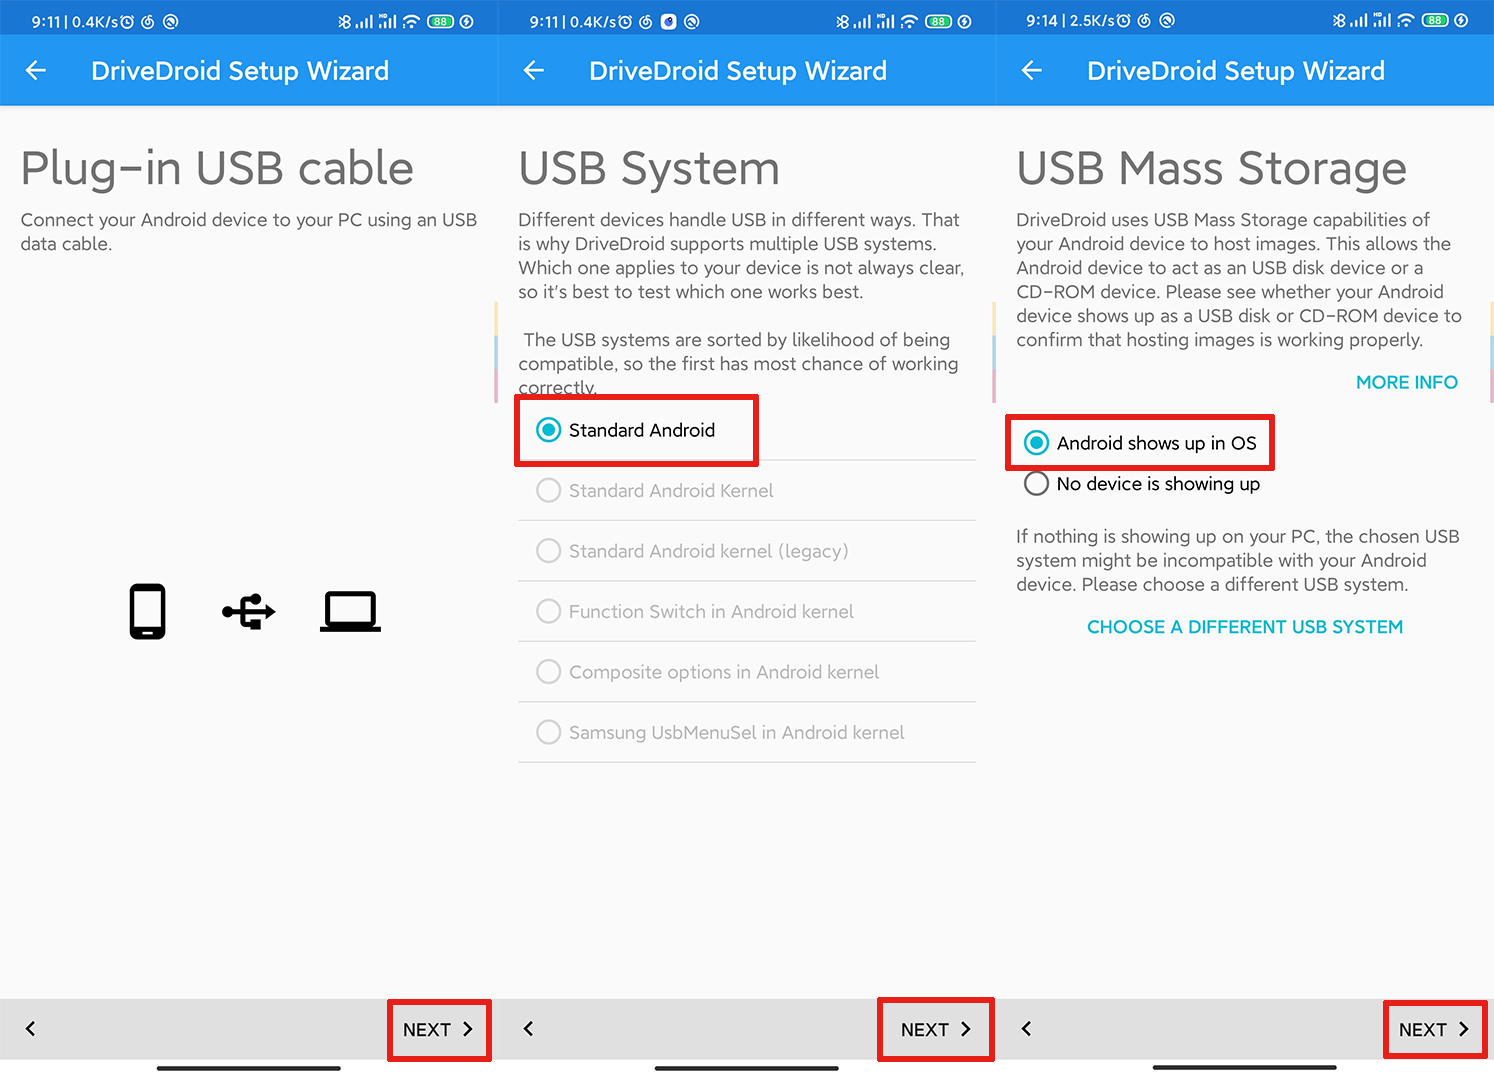 9:11 | 0.4K/s
88
DriveDroid Setup Wizard
Plug-in USB cable
Connect your Android device to your PC using an USB
data cable.
NEXT
9:11 | 0.4K/s
88
DriveDroid Setup Wizard
USB System
Different devices handle USB in different ways. That
is why DriveDroid supports multiple USB systems.
Which one applies to your device is not always clear,
so it's best to test which one works best.
The USB systems are sorted by likelihood of being
compatible, so the first has most chance of working
correctly.
Standard Android
Standard Android Kernel
Standard Android kernel (legacy)
Function Switch in Android kernel
Composite options in Android kernel
Samsung UsbMenuSel in Android kernel
NEXT
9:14 | 2.5K/s
88
DriveDroid Setup Wizard
USB Mass Storage
DriveDroid uses USB Mass Storage capabilities of
your Android device to host images. This allows the
Android device to act as an USB disk device or a
CD-ROM device. Please see whether your Android
device shows up as a USB disk or CD-ROM device to
confirm that hosting images is working properly.
MORE INFO
Android shows up in OS
No device is showing up
If nothing is showing up on your PC, the chosen USB
system might be incompatible with your Android
device. Please choose a different USB system.
CHOOSE A DIFFERENT USB SYSTEM
NEXT